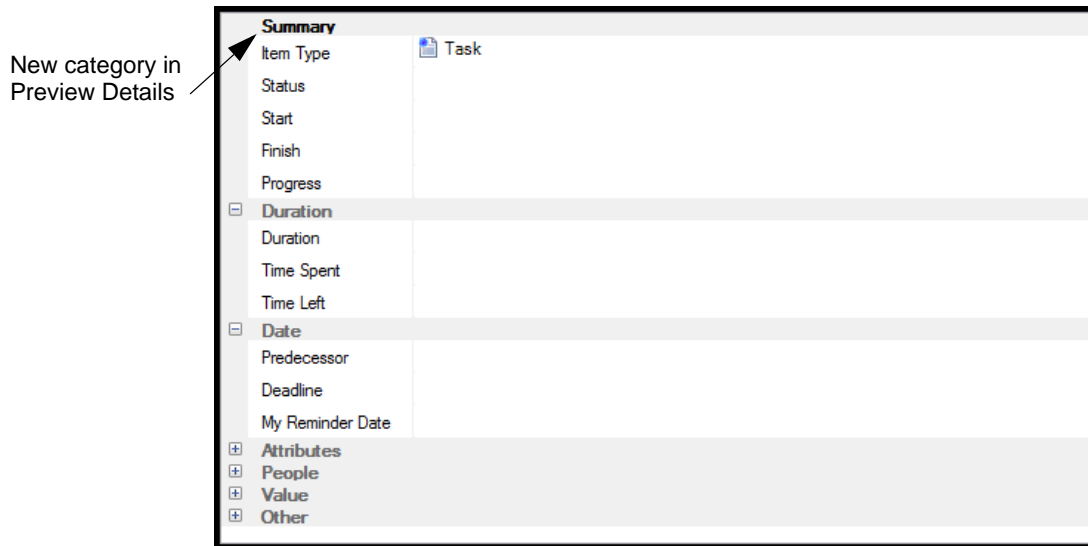 New category in
Preview Details
Summary
Item Type Task
Status
Start
Finish
Progress
Duration
Duration
Time Spent
Time Left
Date
Predecessor
Deadline
My Reminder Date
Attributes
People
Value
Other